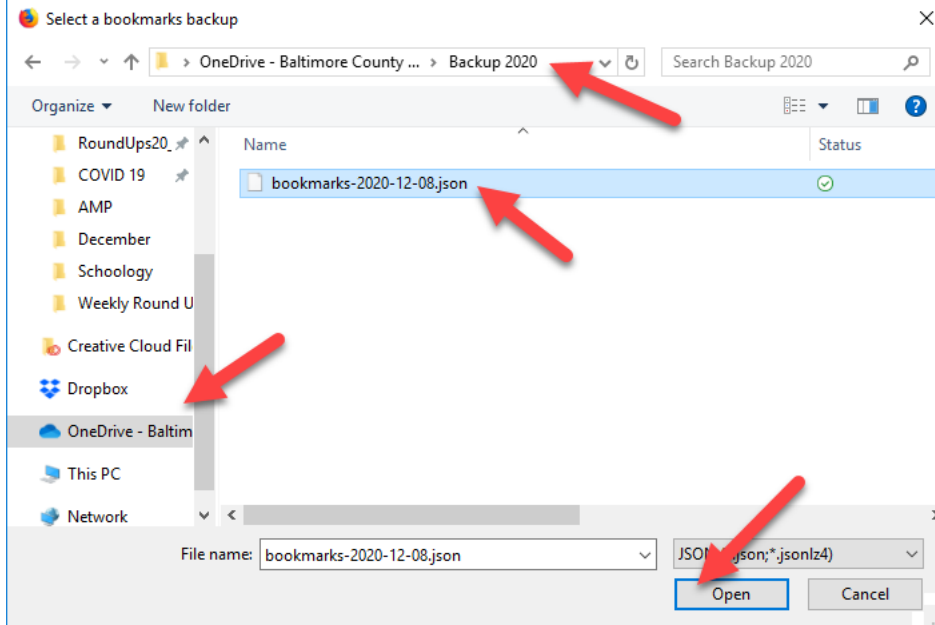 Select a bookmarks backup
OneDrive - Baltimore County ... › Backup 2020
Search Backup 2020
Organize
New folder
Name
Status
RoundUps20_
COVID 19
AMP
December
Schoology
Weekly Round U
Creative Cloud Fil
Dropbox
OneDrive - Baltim
This PC
Network
bookmarks-2020-12-08.json
File name:
bookmarks-2020-12-08.json
*.jsonlz4)
Open
Cancel